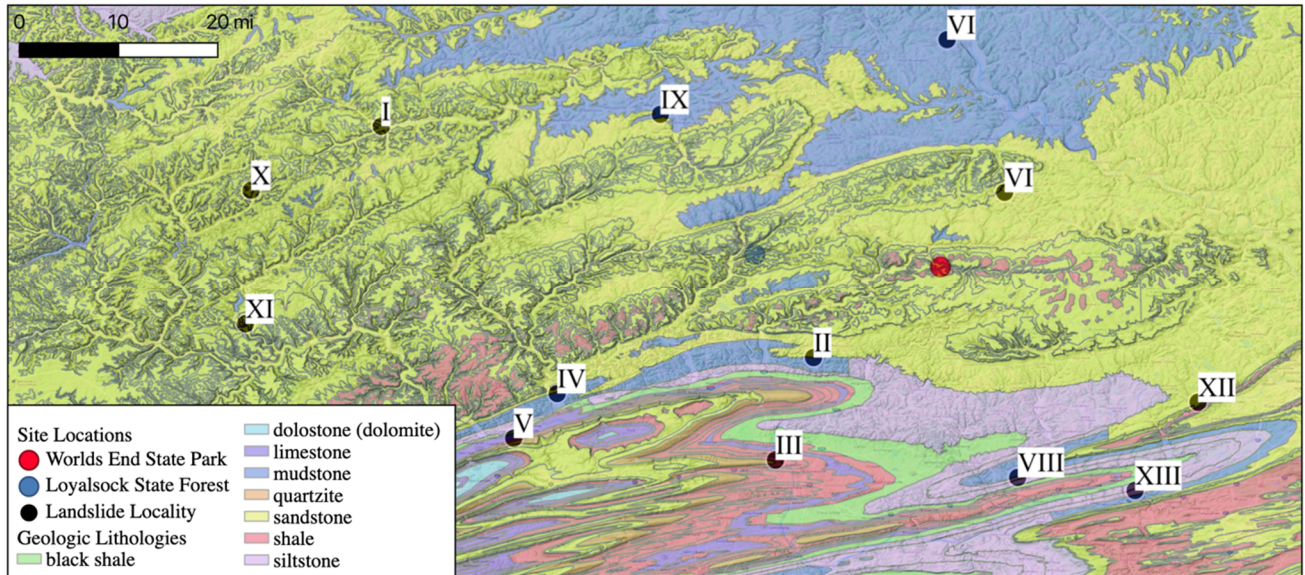 0 10 20 mi
VI
IX
I
X
VI
XI
II
IV
XII
V
III
VIII
XIII
Site Locations
Worlds End State Park
Loyalsock State Forest
Landslide Locality
Geologic Lithologies
black shale
dolostone (dolomite)
limestone
mudstone
quartzite
sandstone
shale
siltstone